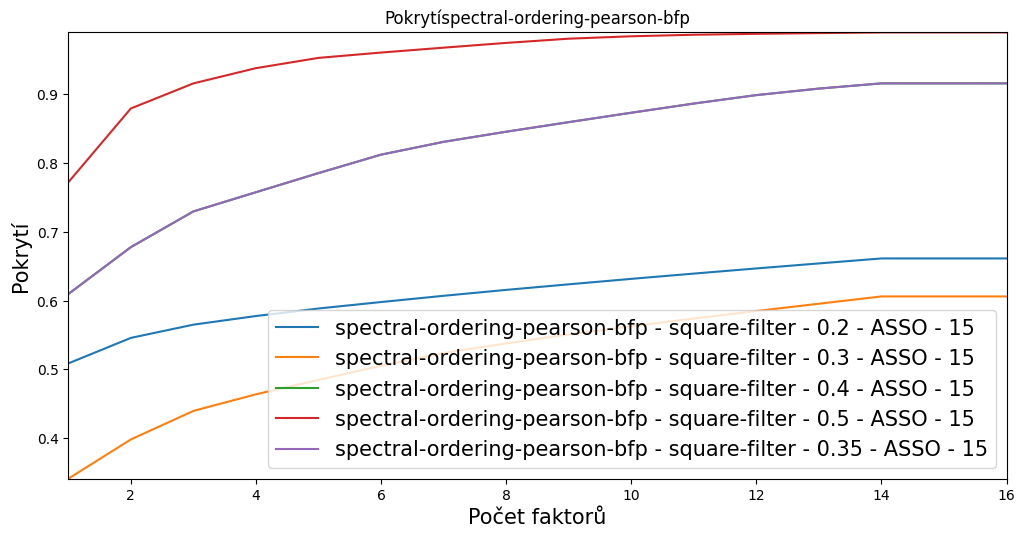 Pokrytíspectral-ordering-pearson-bfp
Pokrytí
0.9
0.8
0.7
0.6
0.5
0.4
spectral-ordering-pearson-bfp - square-filter - 0.2 - ASSO - 15
spectral-ordering-pearson-bfp - square-filter - 0.3 - ASSO - 15
spectral-ordering-pearson-bfp - square-filter - 0.4 - ASSO - 15
spectral-ordering-pearson-bfp - square-filter - 0.5 - ASSO - 15
spectral-ordering-pearson-bfp - square-filter - 0.35 - ASSO - 15
2 4 6 8 10 12 14 16
Počet faktorů